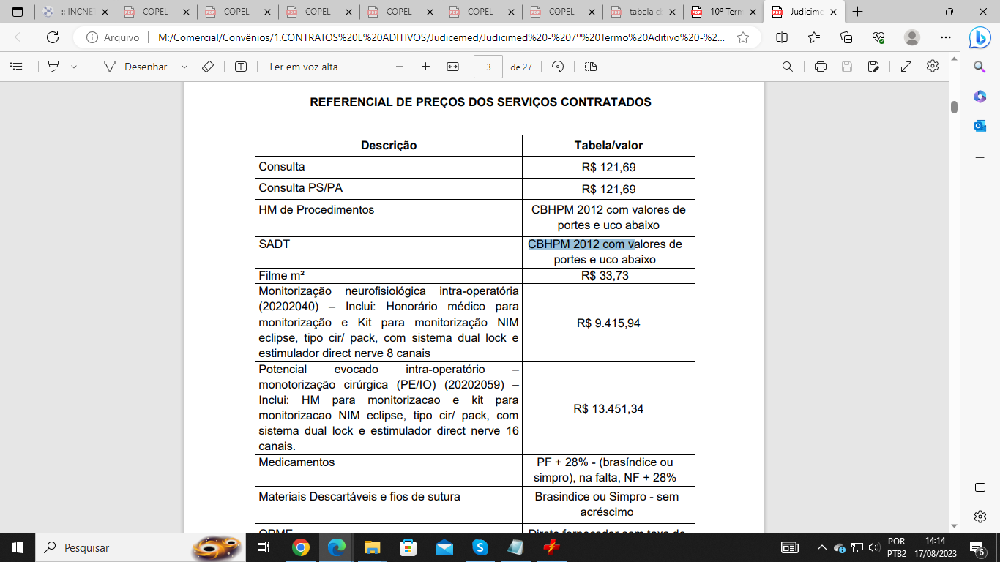 :: INCNE
COPEL -
COPEL -
COPEL -
COPEL -
COPEL -
COPEL -
tabela cl
10º Term
Judicime
Arquivo
M:/Comercial/Convênios/1.CONTRATOS%20E%20ADITIVOS/Judicemed/Judicimed%20-%207º%20Termo%20Aditivo%20-%2...
Desenhar
Ler em voz alta
3
de 27
REFERENCIAL DE PREÇOS DOS SERVIÇOS CONTRATADOS
Descrição
Tabela/valor
Consulta
R$ 121,69
Consulta PS/PA
R$ 121,69
HM de Procedimentos
CBHPM 2012 com valores de
portes e uco abaixo
SADT
CBHPM 2012 com valores de
portes e uco abaixo
Filme m²
R$ 33,73
Monitorização neurofisiológica intra-operatória
(20202040) – Inclui: Honorário médico para
monitorização e Kit para monitorização NIM
eclipse, tipo cir/ pack, com sistema dual lock e
estimulador direct nerve 8 canais
R$ 9.415,94
Potencial evocado intra-operatório –
monotorização cirúrgica (PE/IO) (20202059) –
Inclui: HM para monitorizacao e kit para
monitorizacao NIM eclipse, tipo cir/ pack, com
sistema dual lock e estimulador direct nerve 16
canais.
R$ 13.451,34
Medicamentos
PF + 28% - (brasíndice ou
simpro), na falta, NF + 28%
Materiais Descartáveis e fios de sutura
Brasindice ou Simpro - sem
acréscimo
OPME
Direto fornecedor sem taxa de
Pesquisar
POR
PTB2
14:14
17/08/2023
6